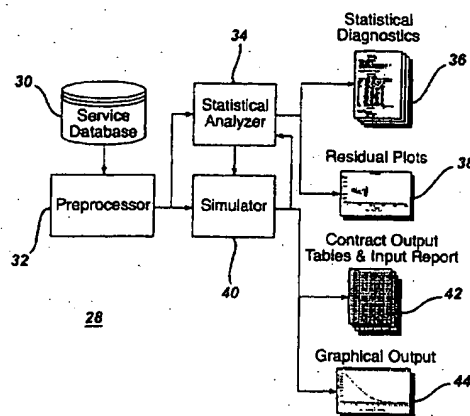 34
Statistical
Diagnostics
36
30
Service
Database
Statistical
Analyzer
Residual Plots
38
Preprocessor
Simulator
32
40
Contract Output
Tables & Input Report
42
28
Graphical Output
44